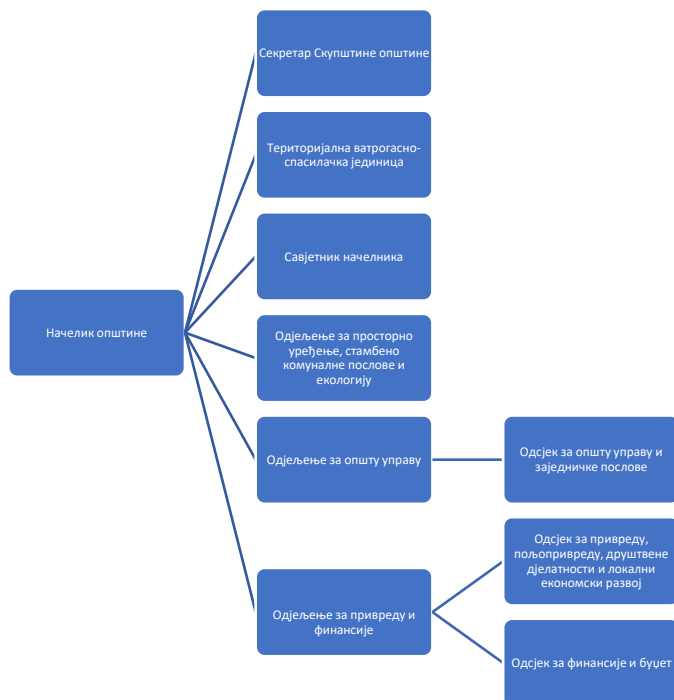 Секретар Скупштине општине
Територијална ватрогасно-
спасилачка јединица
Савјетник начелника
Начелик општине
Одјељење за просторно
уређење, стамбено
комуналне послове и
екологију
Одјељење за општу управу
Одсјек за општу управу и
заједничке послове
Одсјек за привреду,
пољопривреду, друштвене
дјелатности и локални
економски развој
Одјељење за привреду и
финансије
Одсјек за финансије и буџет